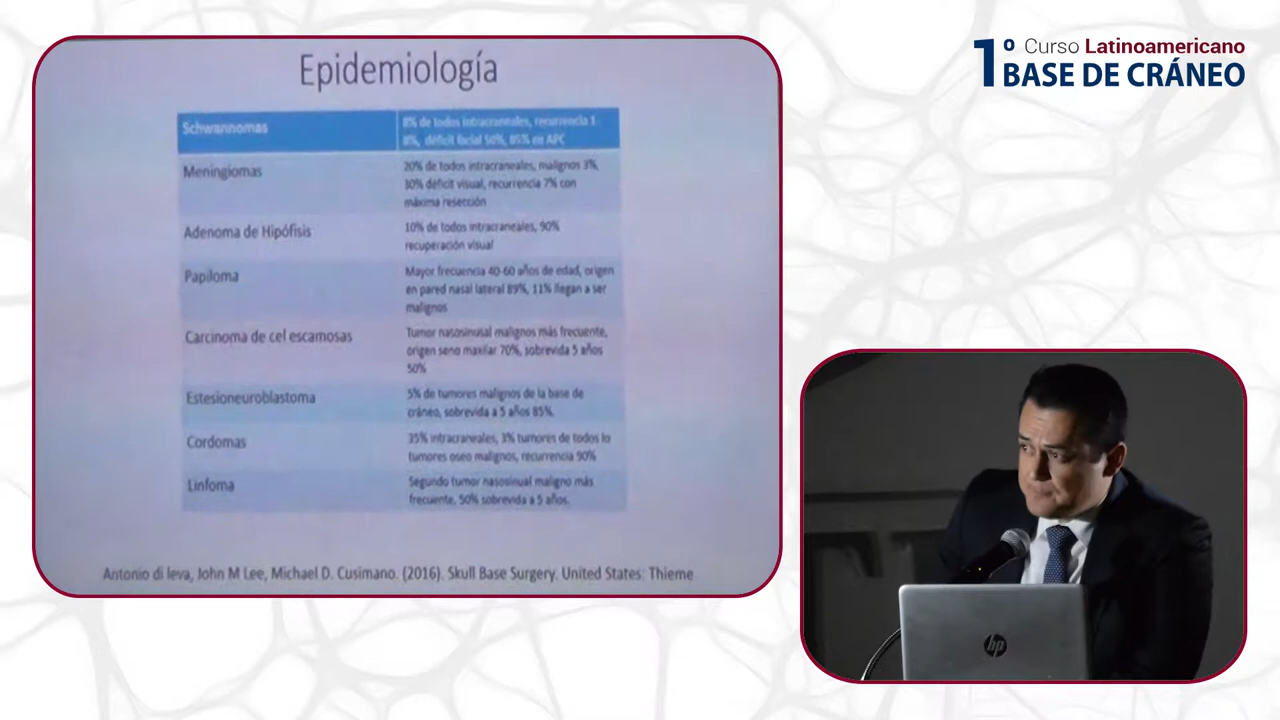 Epidemiología
Schwannomas
8% de todos intracraneales, recurrencia 1
8%, déficit facial 50%, 85% en APC
Meningiomas
20% de todos intracraneales, malignos 3%,
30% déficit visual, recurrencia 7% con
máxima resección
Adenoma de Hipófisis
10% de todos intracraneales, 90%
recuperación visual
Papiloma
Mayor frecuencia 40-60 años de edad, origen
en pared nasal lateral 89%, 11% llegan a ser
malignos
Carcinoma de cel escamosas
Tumor nasosinusal malignos más frecuente,
origen seno maxilar 70%, sobrevida 5 años
50%
Estesioneuroblastoma
5% de tumores malignos de la base de
cráneo, sobrevida a 5 años 85%.
Cordomas
35% intracraneales, 3% tumores de todos lo
tumores oseo malignos, recurrencia 90%
Linfoma
Segundo tumor nasosinual maligno más
frecuente, 50% sobrevida a 5 años.
Antonio di Ieva, John M Lee, Michael D. Cusimano. (2016). Skull Base Surgery. United States: Thieme
1º Curso Latinoamericano
BASE DE CRÁNEO
hp